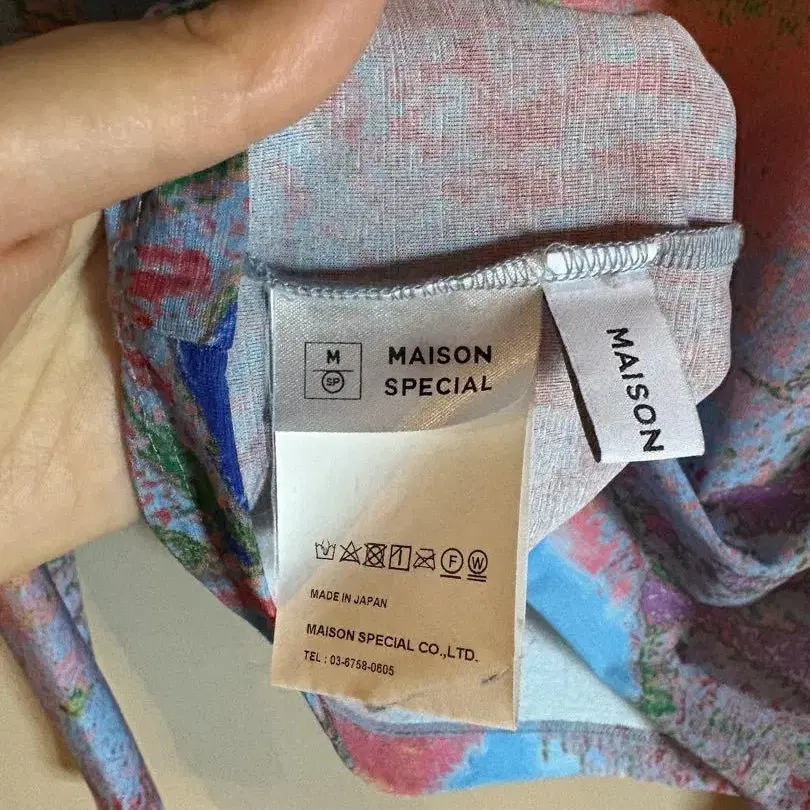 M
SP
MAISON
SPECIAL
MAISON
F W
MADE IN JAPAN
MAISON SPECIAL CO.,LTD.
TEL : 03-6758-0605